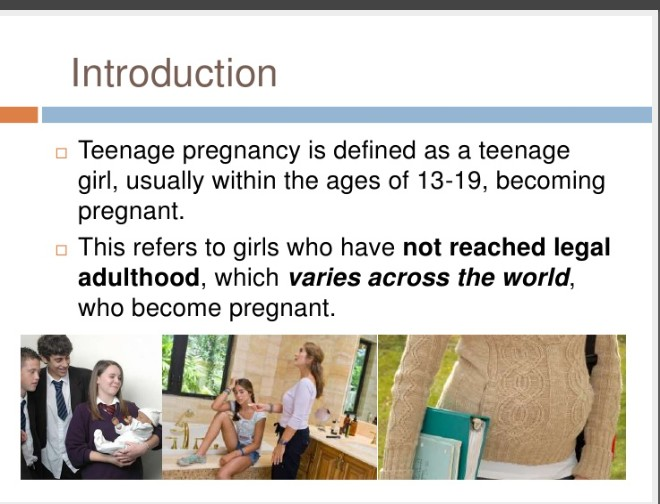 Introduction
Teenage pregnancy is defined as a teenage
girl, usually within the ages of 13-19, becoming
pregnant.
This refers to girls who have not reached legal
adulthood, which varies across the world,
who become pregnant.